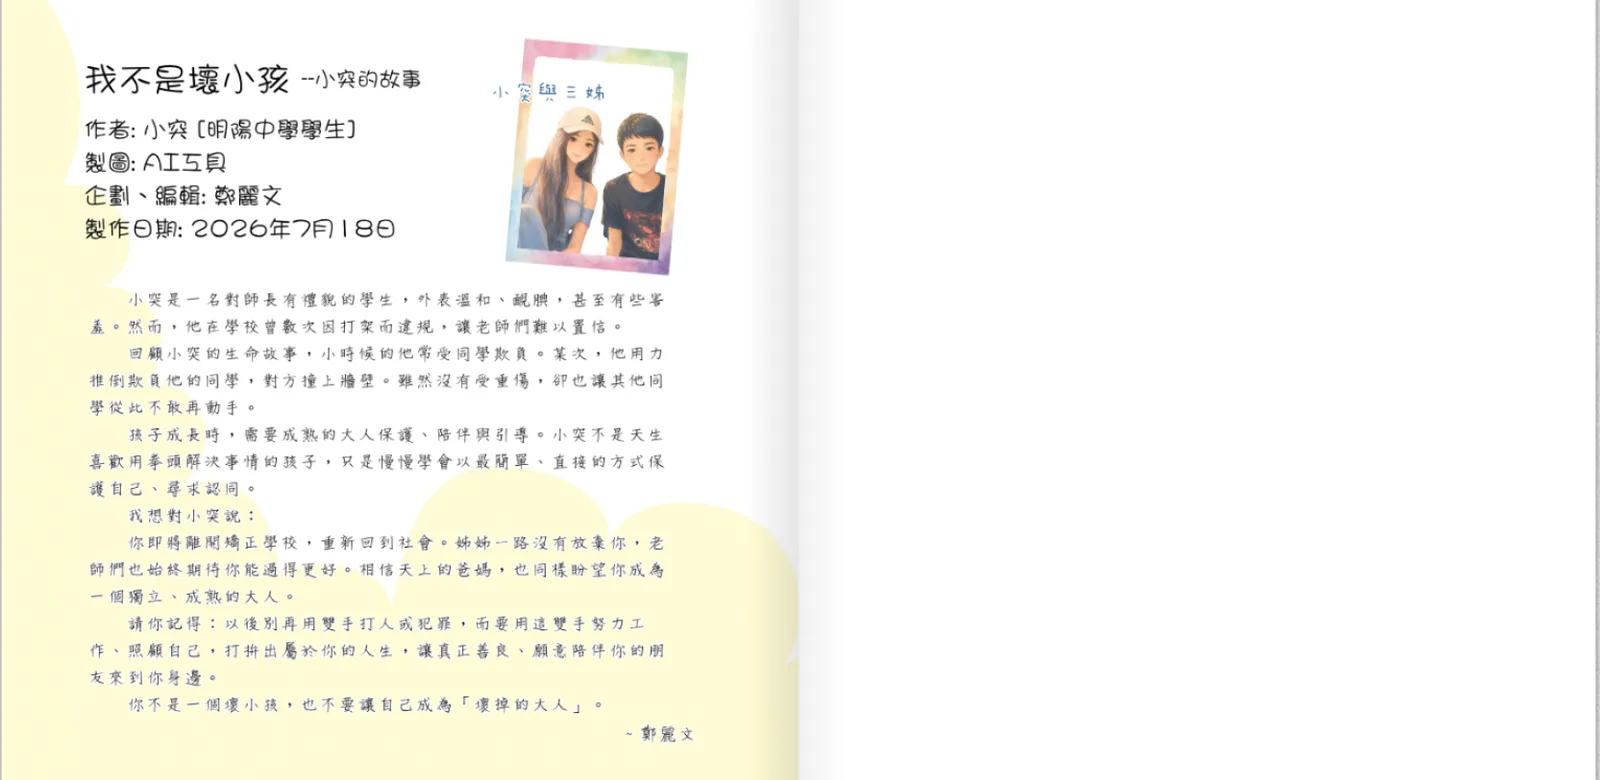 我不是壞小孩 --小突的故事
作者: 小突 [明陽中學學生]
製圖: AI工具
企劃、編輯: 鄭麗文
製作日期: 2026年7月18日
小突與三姊
小突是一名對師長有禮貌的學生，外表溫和、靦腆，甚至有些害
羞。然而，他在學校曾數次因打架而違規，讓老師們難以置信。
回顧小突的生命故事，小時候的他常受同學欺負。某次，他用力
推倒欺負他的同學，對方撞上牆壁。雖然沒有受重傷，卻也讓其他同
學從此不敢再動手。
孩子成長時，需要成熟的大人保護、陪伴與引導。小突不是天生
喜歡用拳頭解決事情的孩子，只是慢慢學會以最簡單、直接的方式保
護自己、尋求認同。
我想對小突說：
你即將離開矯正學校，重新回到社會。姊姊一路沒有放棄你，老
師們也始終期待你能過得更好。相信天上的爸媽，也同樣盼望你成為
一個獨立、成熟的大人。
請你記得：以後別再用雙手打人或犯罪，而要用這雙手努力工
作、照顧自己，打拚出屬於你的人生，讓真正善良、願意陪伴你的朋
友來到你身邊。
你不是一個壞小孩，也不要讓自己成為「壞掉的大人」。
~ 鄭麗文